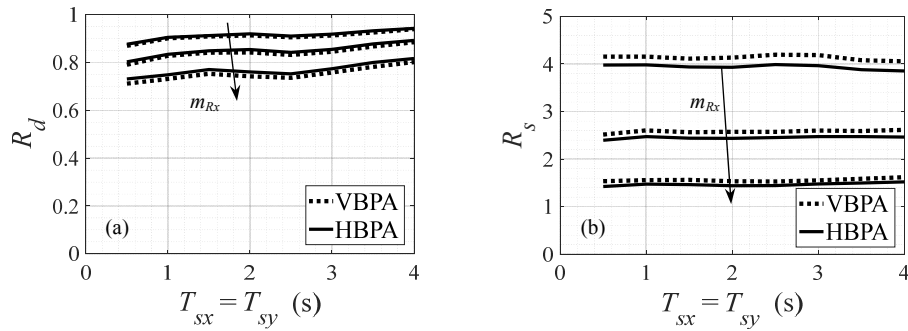 1
0.8
0.6
0.4
0.2
0
R_d
m_Rx
(a)
VBPA
HBPA
0 1 2 3 4
T_sx = T_sy (s)
5
4
3
2
1
0
R_s
m_Rx
(b)
VBPA
HBPA
0 1 2 3 4
T_sx = T_sy (s)